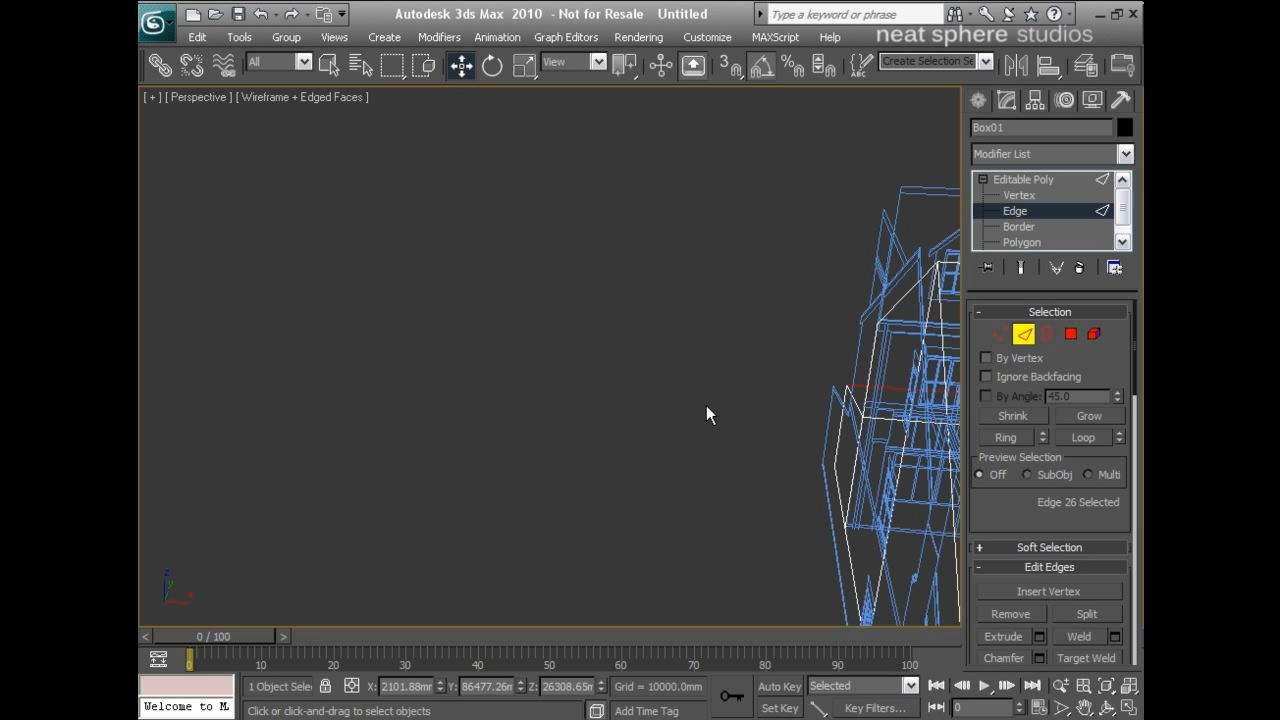 Autodesk 3ds Max 2010 - Not for Resale Untitled
Type a keyword or phrase
Edit Tools Group Views Create Modifiers Animation Graph Editors Rendering Customize MAXScript Help
neat sphere studios
All
View
3
Create Selection Se
[ + ] [ Perspective ] [ Wireframe + Edged Faces ]
Box01
Modifier List
Editable Poly
Vertex
Edge
Border
Polygon
- Selection
By Vertex
Ignore Backfacing
By Angle: 45.0
Shrink Grow
Ring Loop
Preview Selection
Off SubObj Multi
Edge 26 Selected
+ Soft Selection
- Edit Edges
Insert Vertex
Remove Split
Extrude Weld
Chamfer Target Weld
z
y
x
< 0 / 100 >
0 10 20 30 40 50 60 70 80 90 100
1 Object Sele X: 2101.88mr Y: 86477.26r Z: 26308.65r Grid = 10000.0mm Auto Key Selected
Welcome to M Click or click-and-drag to select objects Add Time Tag Set Key Key Filters... 0